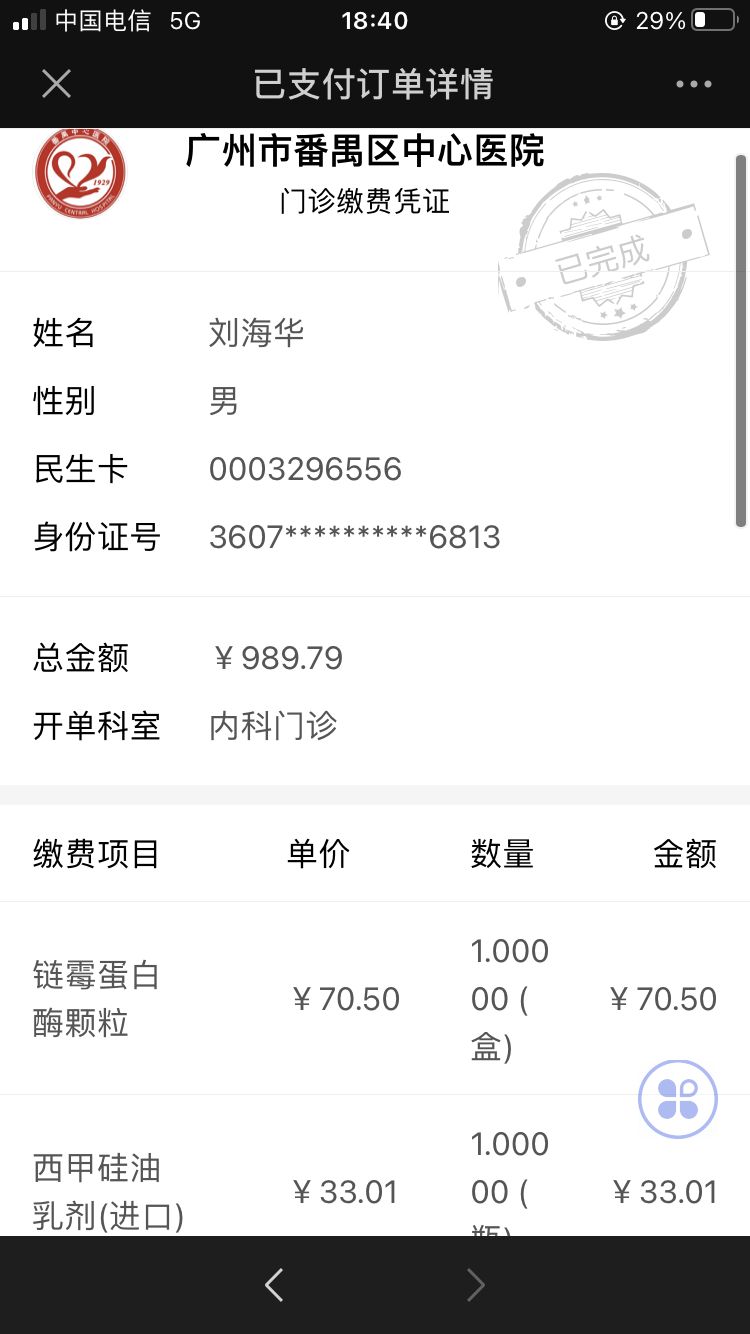 中国电信 5G 18:40 29%
已支付订单详情
番禺中心医院
1929
PANYU CENTRAL HOSPITAL
广州市番禺区中心医院
门诊缴费凭证
已完成
姓名 刘海华
性别 男
民生卡 0003296556
身份证号 3607**********6813
总金额 ¥ 989.79
开单科室 内科门诊
缴费项目 单价 数量 金额
链霉蛋白
酶颗粒
¥ 70.50
1.000
00 (
盒)
¥ 70.50
西甲硅油
乳剂(进口)
¥ 33.01
1.000
00 (
瓶)
¥ 33.01